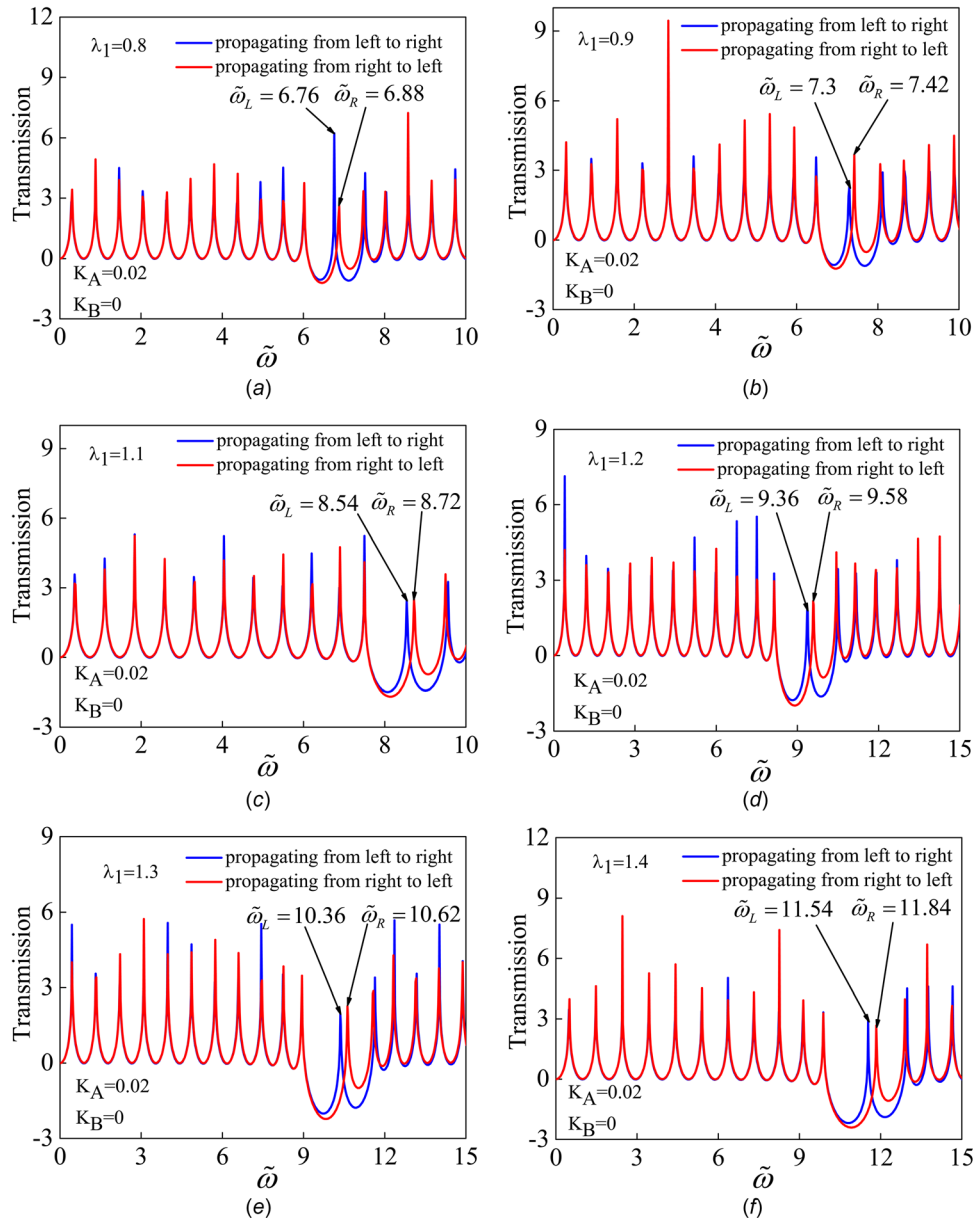 12
9
6
3
0
-3
Transmission
λ1=0.8
propagating from left to right
propagating from right to left
ω̃L = 6.76
ω̃R = 6.88
KA=0.02
KB=0
0 2 4 6 8 10
ω̃
(a)
9
6
3
0
-3
Transmission
λ1=0.9
propagating from left to right
propagating from right to left
ω̃L = 7.3
ω̃R = 7.42
KA=0.02
KB=0
0 2 4 6 8 10
ω̃
(b)
9
6
3
0
-3
Transmission
λ1=1.1
propagating from left to right
propagating from right to left
ω̃L = 8.54
ω̃R = 8.72
KA=0.02
KB=0
0 2 4 6 8 10
ω̃
(c)
9
6
3
0
-3
Transmission
λ1=1.2
propagating from left to right
propagating from right to left
ω̃L = 9.36
ω̃R = 9.58
KA=0.02
KB=0
0 3 6 9 12 15
ω̃
(d)
9
6
3
0
-3
Transmission
λ1=1.3
propagating from left to right
propagating from right to left
ω̃L = 10.36
ω̃R = 10.62
KA=0.02
KB=0
0 3 6 9 12 15
ω̃
(e)
12
9
6
3
0
-3
Transmission
λ1=1.4
propagating from left to right
propagating from right to left
ω̃L = 11.54
ω̃R = 11.84
KA=0.02
KB=0
0 3 6 9 12 15
ω̃
(f)